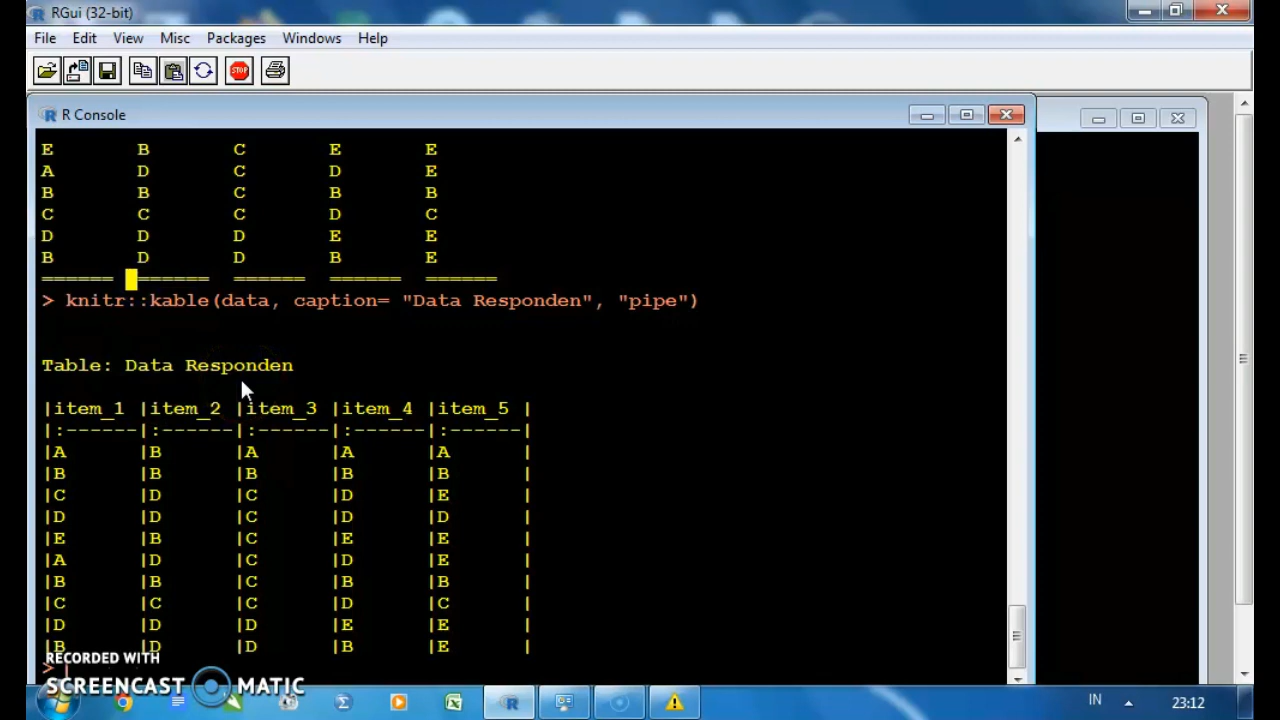 RGui (32-bit)
File Edit View Misc Packages Windows Help
STOP
R Console
E B C E E
A D C D E
B B C B B
C C C D C
D D D E E
B D D B E
====== ====== ====== ====== ======
> knitr::kable(data, caption= "Data Responden", "pipe")
Table: Data Responden
|item_1 |item_2 |item_3 |item_4 |item_5 |
|:------|:------|:------|:------|:------|
|A |B |A |A |A |
|B |B |B |B |B |
|C |D |C |D |E |
|D |D |C |D |D |
|E |B |C |E |E |
|A |D |C |D |E |
|B |B |C |B |B |
|C |C |C |D |C |
|D |D |D |E |E |
|B |D |D |B |E |
>
RECORDED WITH
SCREENCAST MATIC
IN 23:12